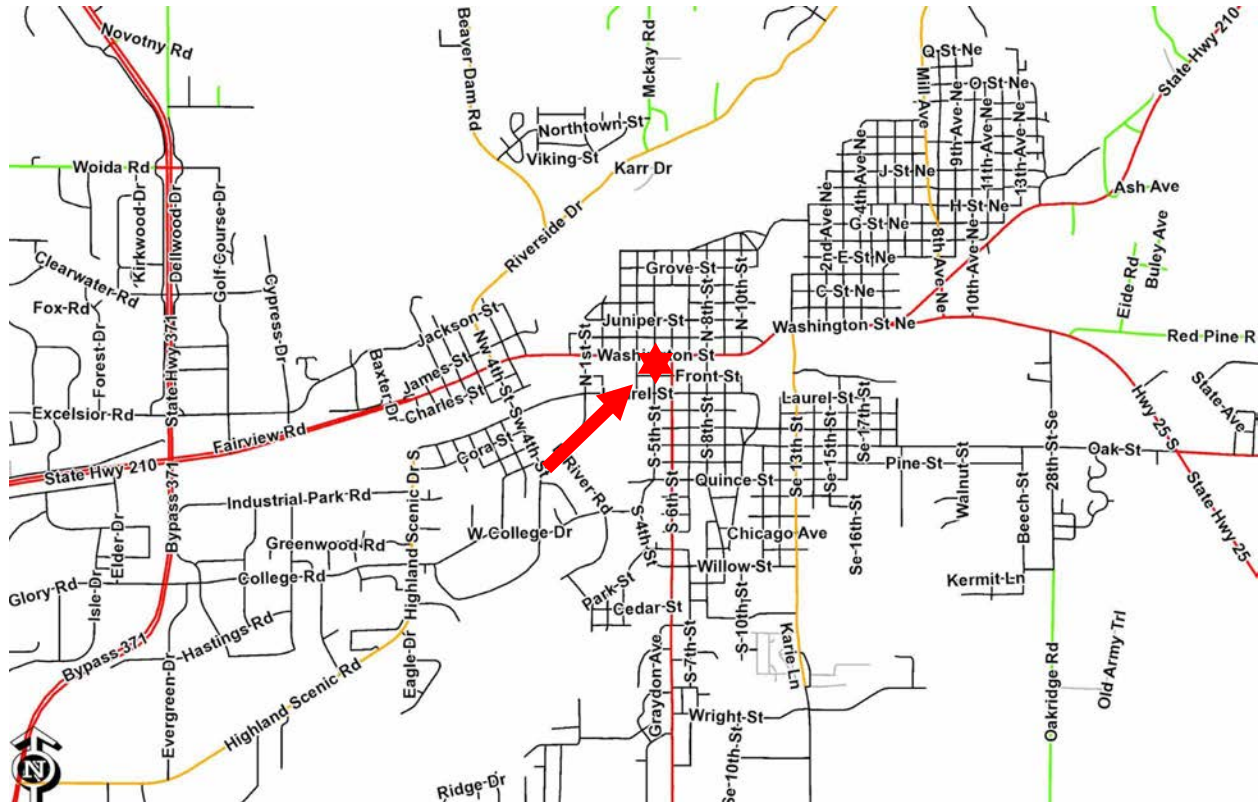 Novotny Rd
Beaver Dam Rd
Mckay Rd
State Hwy 210
Q St Ne
Mill Ave
9th Ave Ne
O St Ne
11th Ave Ne
13th Ave Ne
Northtown St
Viking St
Karr Dr
4th Ave Ne
J St Ne
Woida Rd
Kirkwood Dr
Dellwood Dr
Golf Course Dr
Riverside Dr
2nd Ave Ne
G St Ne
H St Ne
Ash Ave
8th Ave Ne
10th Ave Ne
E St Ne
C St Ne
Eide Rd
Buley Ave
Clearwater Rd
Fox Rd
Forest Dr
Cypress Dr
Grove St
N 8th St
N 10th St
State Hwy 371
Jackson St
Juniper St
N 1st St
Washington St
Washington St Ne
Red Pine R
Baxter Dr
James St
Charles St
Nw 4th St
Sw 4th St
Front St
rel St
Laurel St
Excelsior Rd
Fairview Rd
State Hwy 210
Cora St
S 5th St
S 8th St
Se 13th St
Se 15th St
Se 17th St
28th St Se
Oak St
Hwy 25 S
State Ave
State Hwy 25
Bypass 371
Industrial Park Rd
River Rd
Quince St
Pine St
Walnut St
Beech St
Elder Dr
Greenwood Rd
Highland Scenic Dr S
W College Dr
S 4th St
S 6th St
Chicago Ave
Se 16th St
Glory Rd
Isle Dr
College Rd
Willow St
Kermit Ln
Park St
Cedar St
Hastings Rd
Eagle Dr
S 7th St
S 10th St
Karie Ln
Oakridge Rd
Old Army Trl
Bypass 371
Evergreen Dr
Highland Scenic Rd
Graydon Ave
Wright St
Ridge Dr
Se 10th St
N